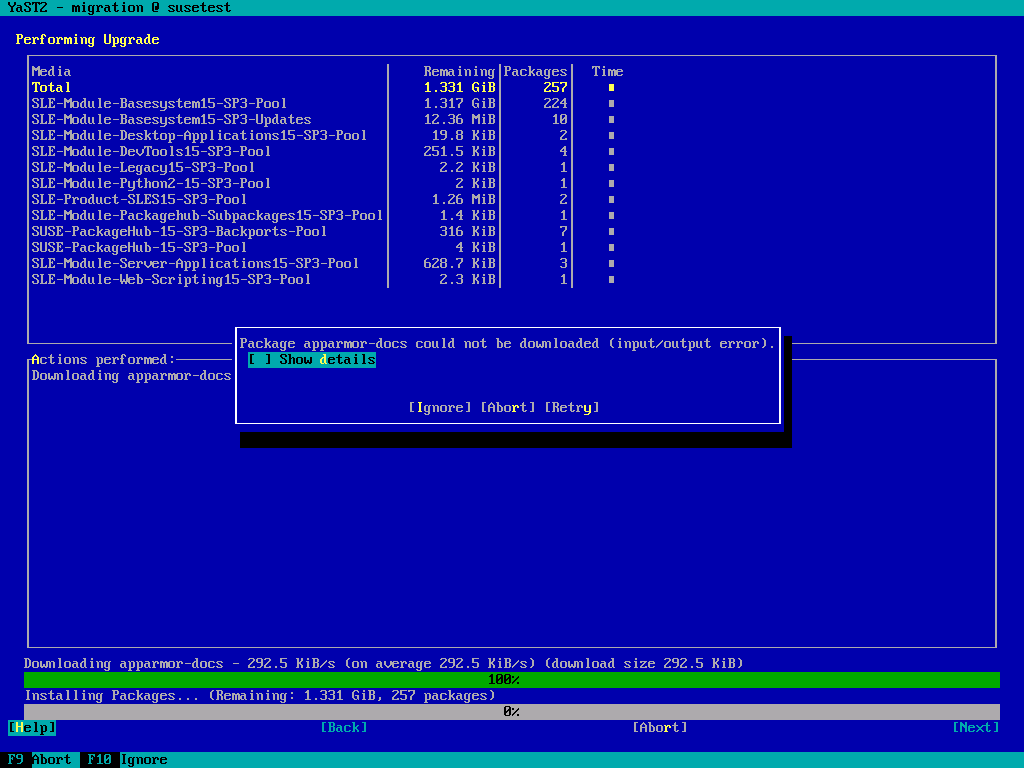 YaST2 - migration @ susetest
Performing Upgrade
Media Remaining Packages Time
Total 1.331 GiB 257
SLE-Module-Basesystem15-SP3-Pool 1.317 GiB 224
SLE-Module-Basesystem15-SP3-Updates 12.36 MiB 10
SLE-Module-Desktop-Applications15-SP3-Pool 19.8 KiB 2
SLE-Module-DevTools15-SP3-Pool 251.5 KiB 4
SLE-Module-Legacy15-SP3-Pool 2.2 KiB 1
SLE-Module-Python2-15-SP3-Pool 2 KiB 1
SLE-Product-SLES15-SP3-Pool 1.26 MiB 2
SLE-Module-Packagehub-Subpackages15-SP3-Pool 1.4 KiB 1
SUSE-PackageHub-15-SP3-Backports-Pool 316 KiB 7
SUSE-PackageHub-15-SP3-Pool 4 KiB 1
SLE-Module-Server-Applications15-SP3-Pool 628.7 KiB 3
SLE-Module-Web-Scripting15-SP3-Pool 2.3 KiB 1
Package apparmor-docs could not be downloaded (input/output error).
[ ] Show details
[Ignore] [Abort] [Retry]
Actions performed:
Downloading apparmor-docs
Downloading apparmor-docs - 292.5 KiB/s (on average 292.5 KiB/s) (download size 292.5 KiB)
100%
Installing Packages... (Remaining: 1.331 GiB, 257 packages)
0%
[Help] [Back] [Abort] [Next]
F9 Abort F10 Ignore